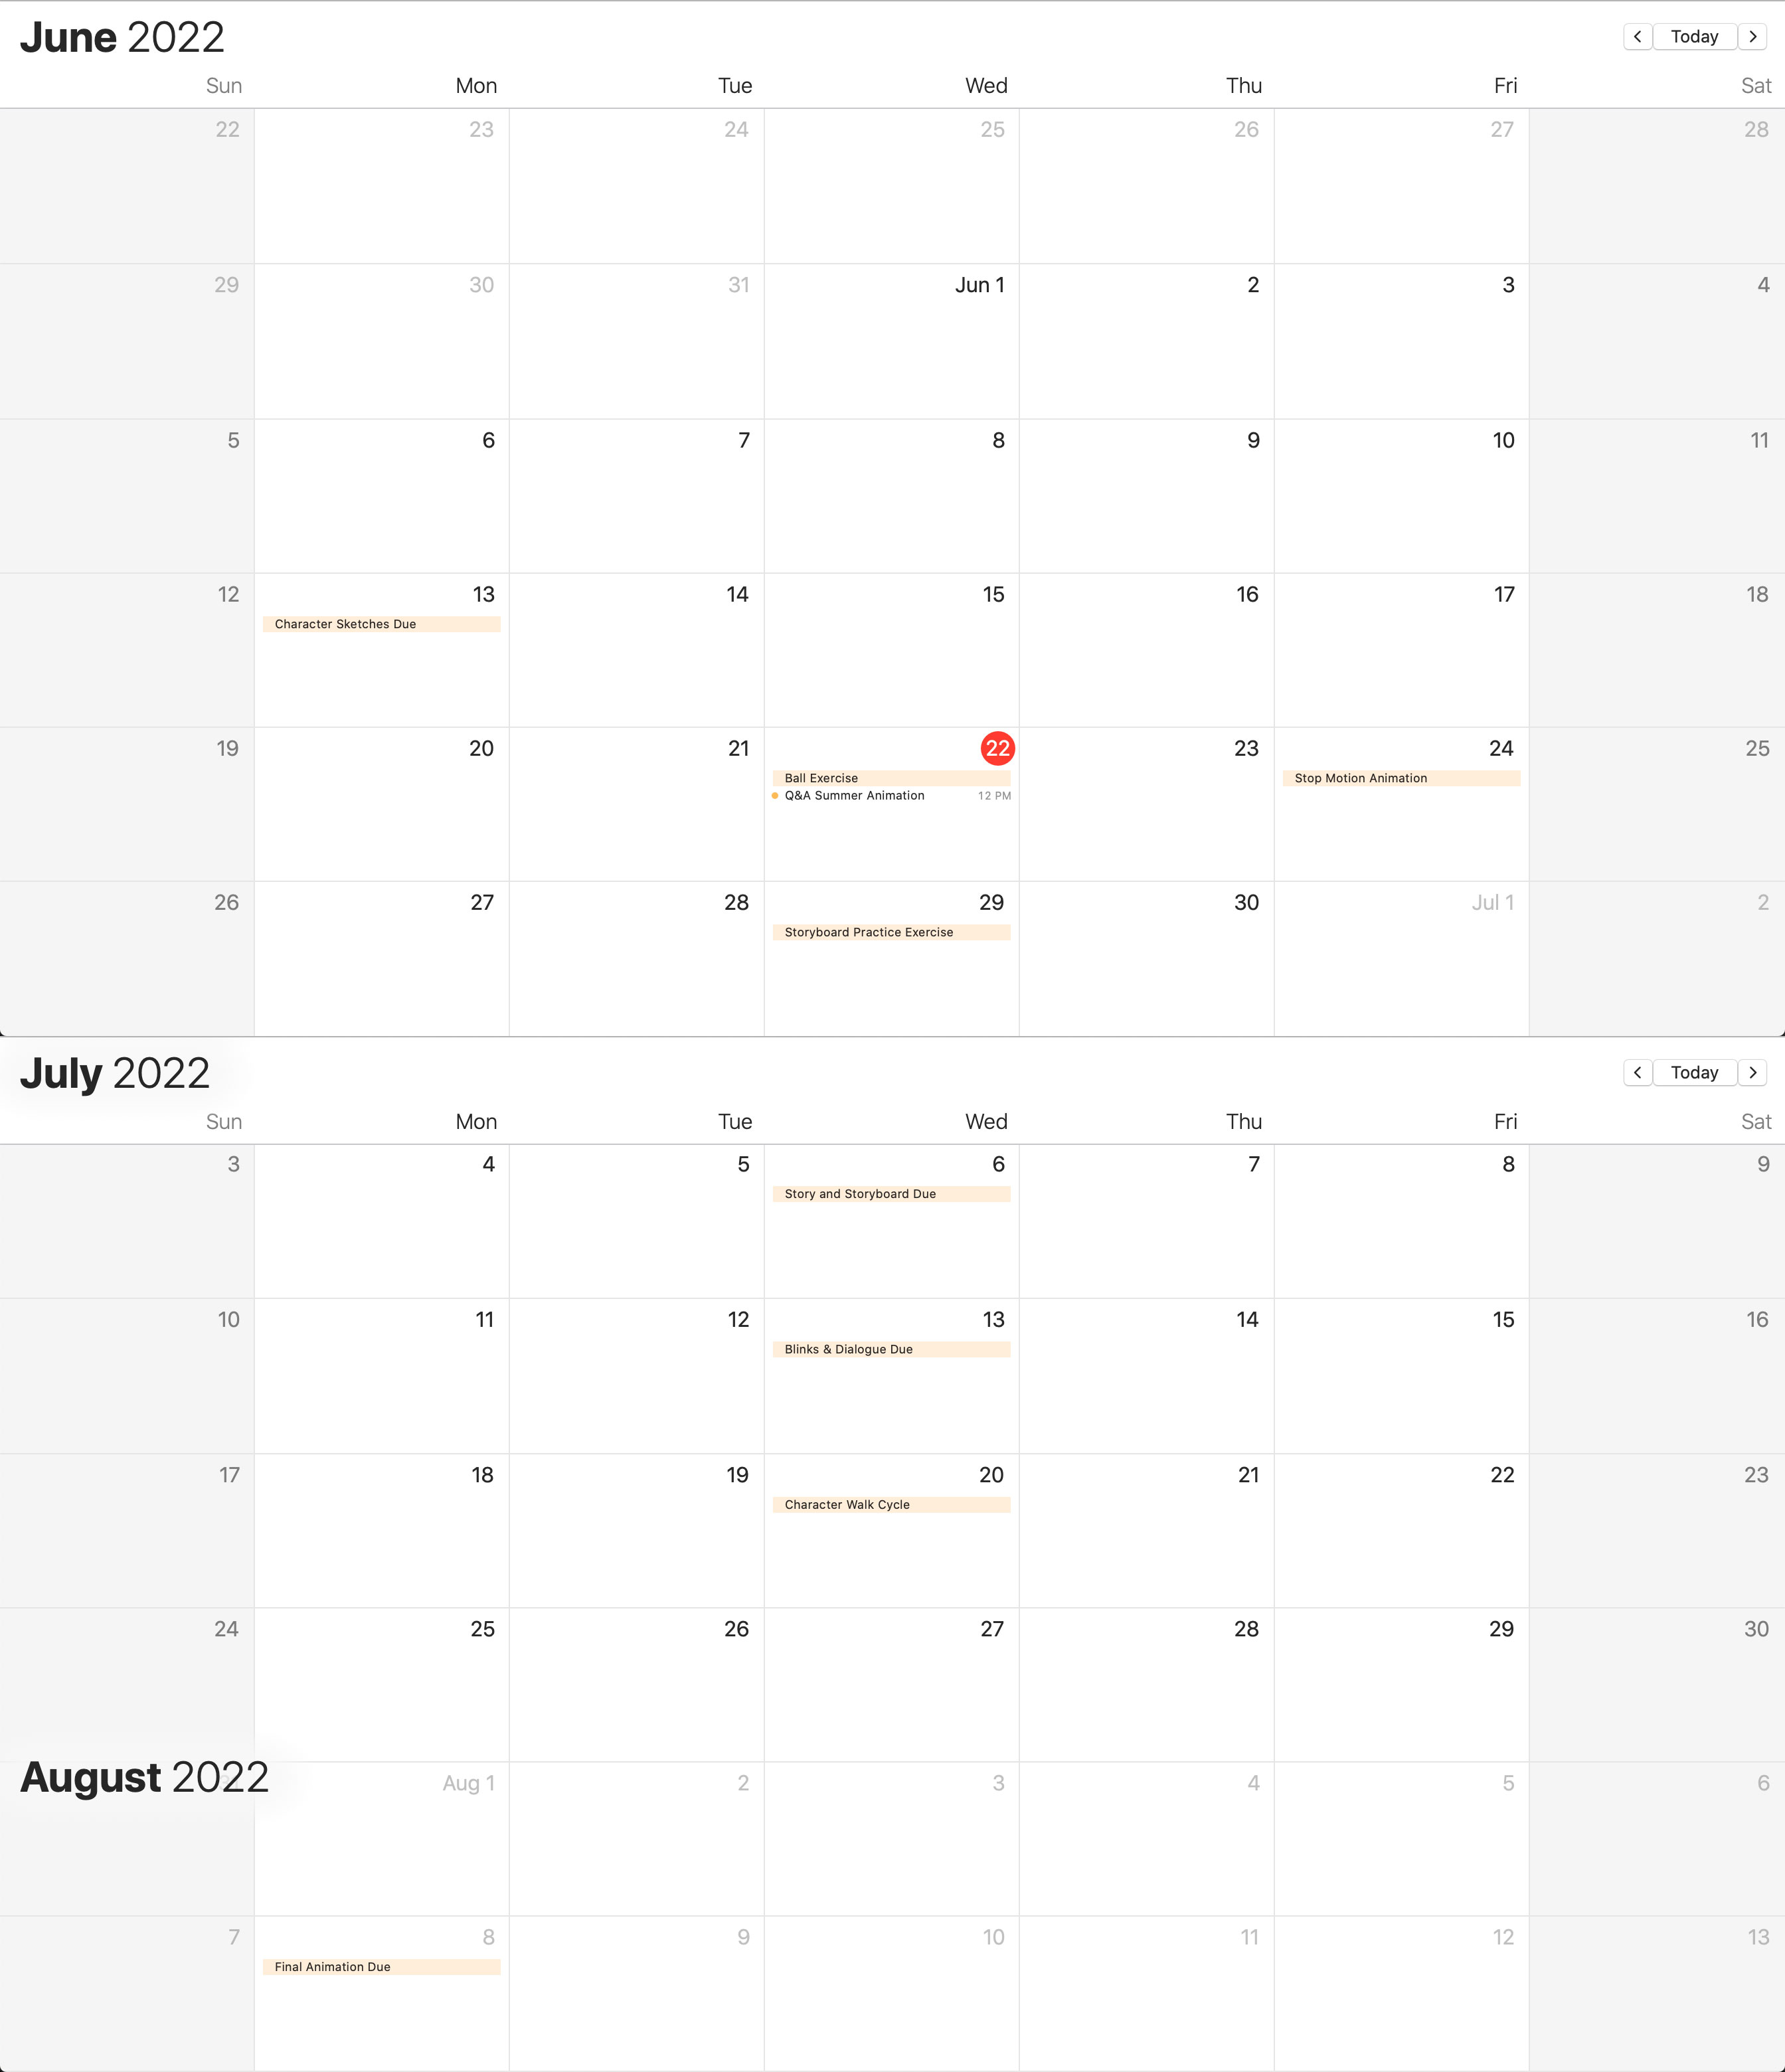 June 2022
Today
Sun Mon Tue Wed Thu Fri Sat
22 23 24 25 26 27 28
29 30 31 Jun 1 2 3 4
5 6 7 8 9 10 11
12 13 14 15 16 17 18
Character Sketches Due
19 20 21 22 23 24 25
Ball Exercise Stop Motion Animation
Q&A Summer Animation 12 PM
26 27 28 29 30 Jul 1 2
Storyboard Practice Exercise
July 2022
Today
Sun Mon Tue Wed Thu Fri Sat
3 4 5 6 7 8 9
Story and Storyboard Due
10 11 12 13 14 15 16
Blinks & Dialogue Due
17 18 19 20 21 22 23
Character Walk Cycle
24 25 26 27 28 29 30
August 2022
Aug 1 2 3 4 5 6
7 8 9 10 11 12 13
Final Animation Due